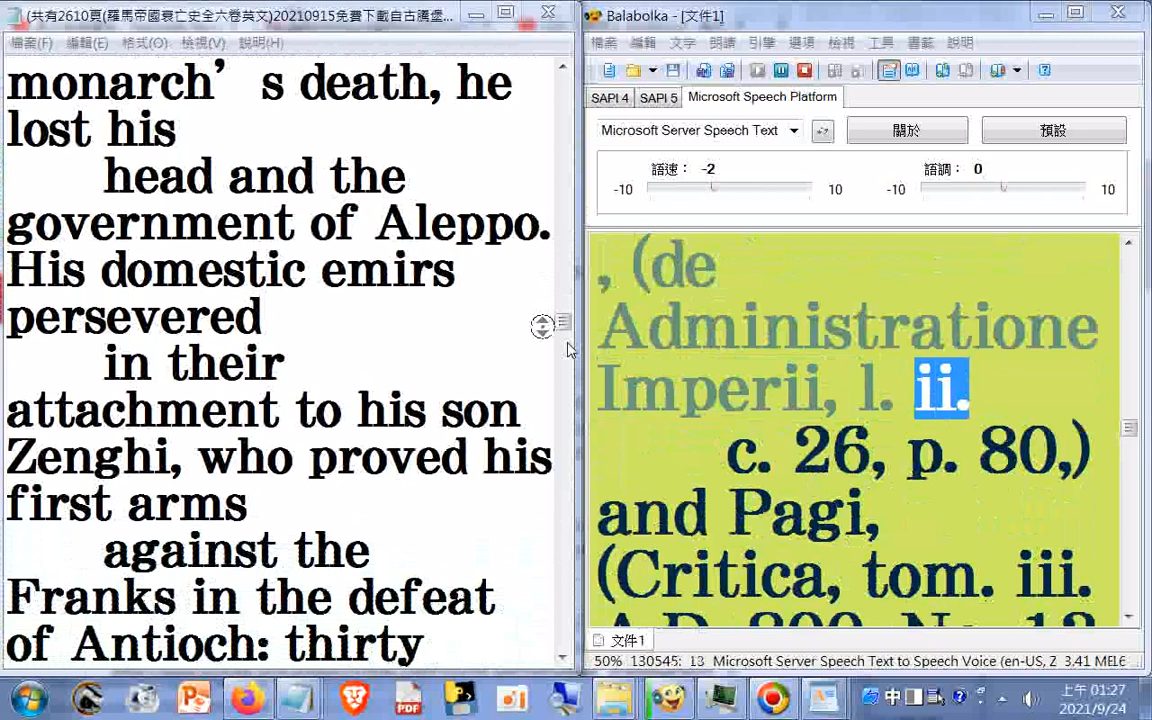 (共有2610頁(羅馬帝國衰亡史全六卷英文)20210915免費下載自古騰堡...
檔案(F) 編輯(E) 格式(O) 檢視(V) 說明(H)
monarch’s death, he
lost his
head and the
government of Aleppo.
His domestic emirs
persevered
in their
attachment to his son
Zenghi, who proved his
first arms
against the
Franks in the defeat
of Antioch: thirty
Balabolka - [文件1]
檔案 編輯 文字 朗讀 引擎 選項 檢視 工具 書籤 說明
SAPI 4 SAPI 5 Microsoft Speech Platform
Microsoft Server Speech Text 關於 預設
語速： -2 語調： 0
-10 10 -10 10
, (de
Administratione
Imperii, l. ii.
c. 26, p. 80,)
and Pagi,
(Critica, tom. iii.
文件1
50% 130545: 13 Microsoft Server Speech Text to Speech Voice (en-US, Z 3.41 МЕБ
中 上午 01:27
2021/9/24